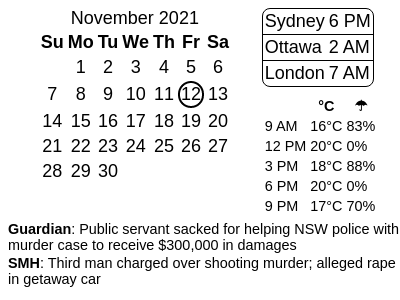 November 2021
Su Mo Tu We Th Fr Sa
1 2 3 4 5 6
7 8 9 10 11 12 13
14 15 16 17 18 19 20
21 22 23 24 25 26 27
28 29 30
Sydney 6 PM
Ottawa 2 AM
London 7 AM
°C ☂
9 AM 16°C 83%
12 PM 20°C 0%
3 PM 18°C 88%
6 PM 20°C 0%
9 PM 17°C 70%
Guardian: Public servant sacked for helping NSW police with
murder case to receive $300,000 in damages
SMH: Third man charged over shooting murder; alleged rape
in getaway car